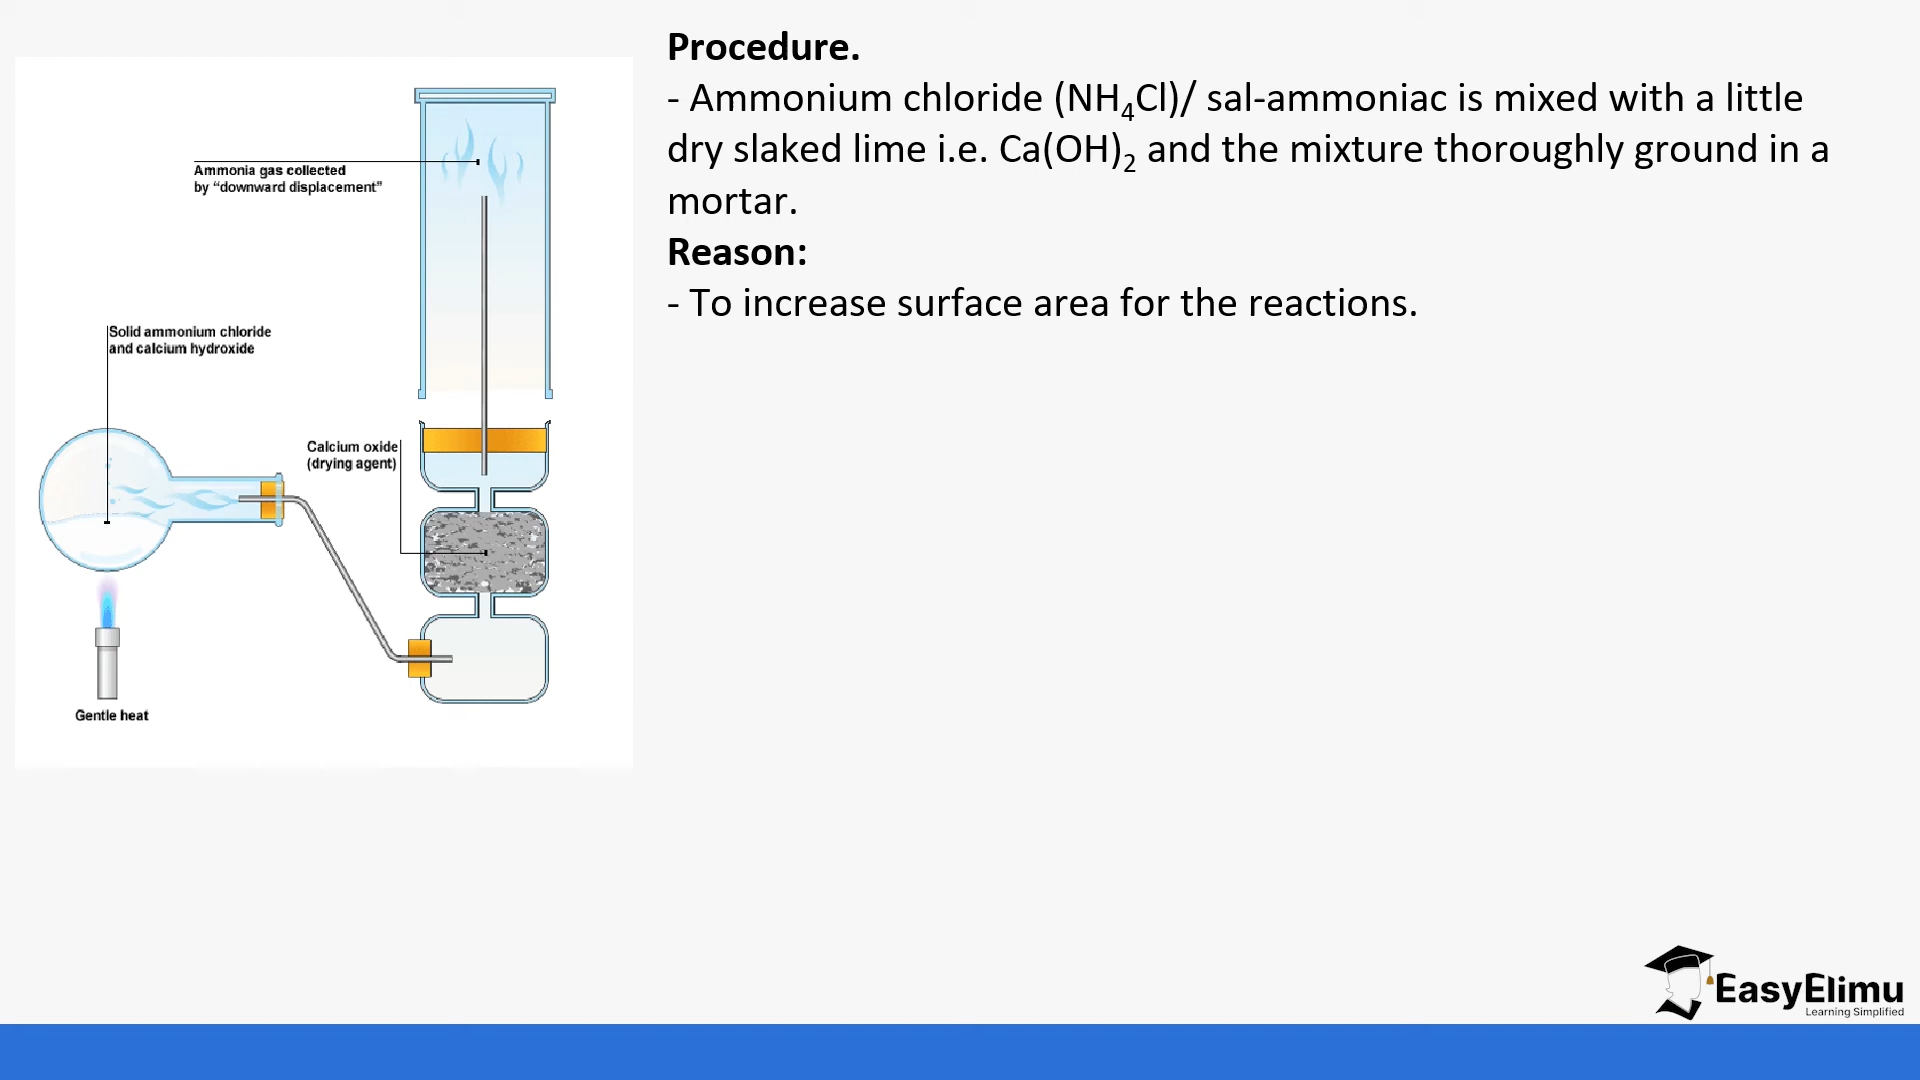 Procedure.
- Ammonium chloride (NH4Cl)/ sal-ammoniac is mixed with a little
dry slaked lime i.e. Ca(OH)2 and the mixture thoroughly ground in a
mortar.
Reason:
- To increase surface area for the reactions.
Ammonia gas collected
by “downward displacement”
Solid ammonium chloride
and calcium hydroxide
Calcium oxide
(drying agent)
Gentle heat
EasyElimu
Learning Simplified